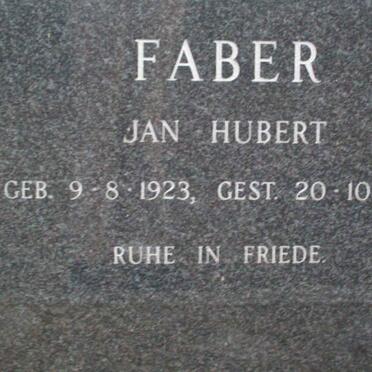 FABER
JAN HUBERT
GEB. 9-8-1923, GEST. 20-10
RUHE IN FRIEDE.